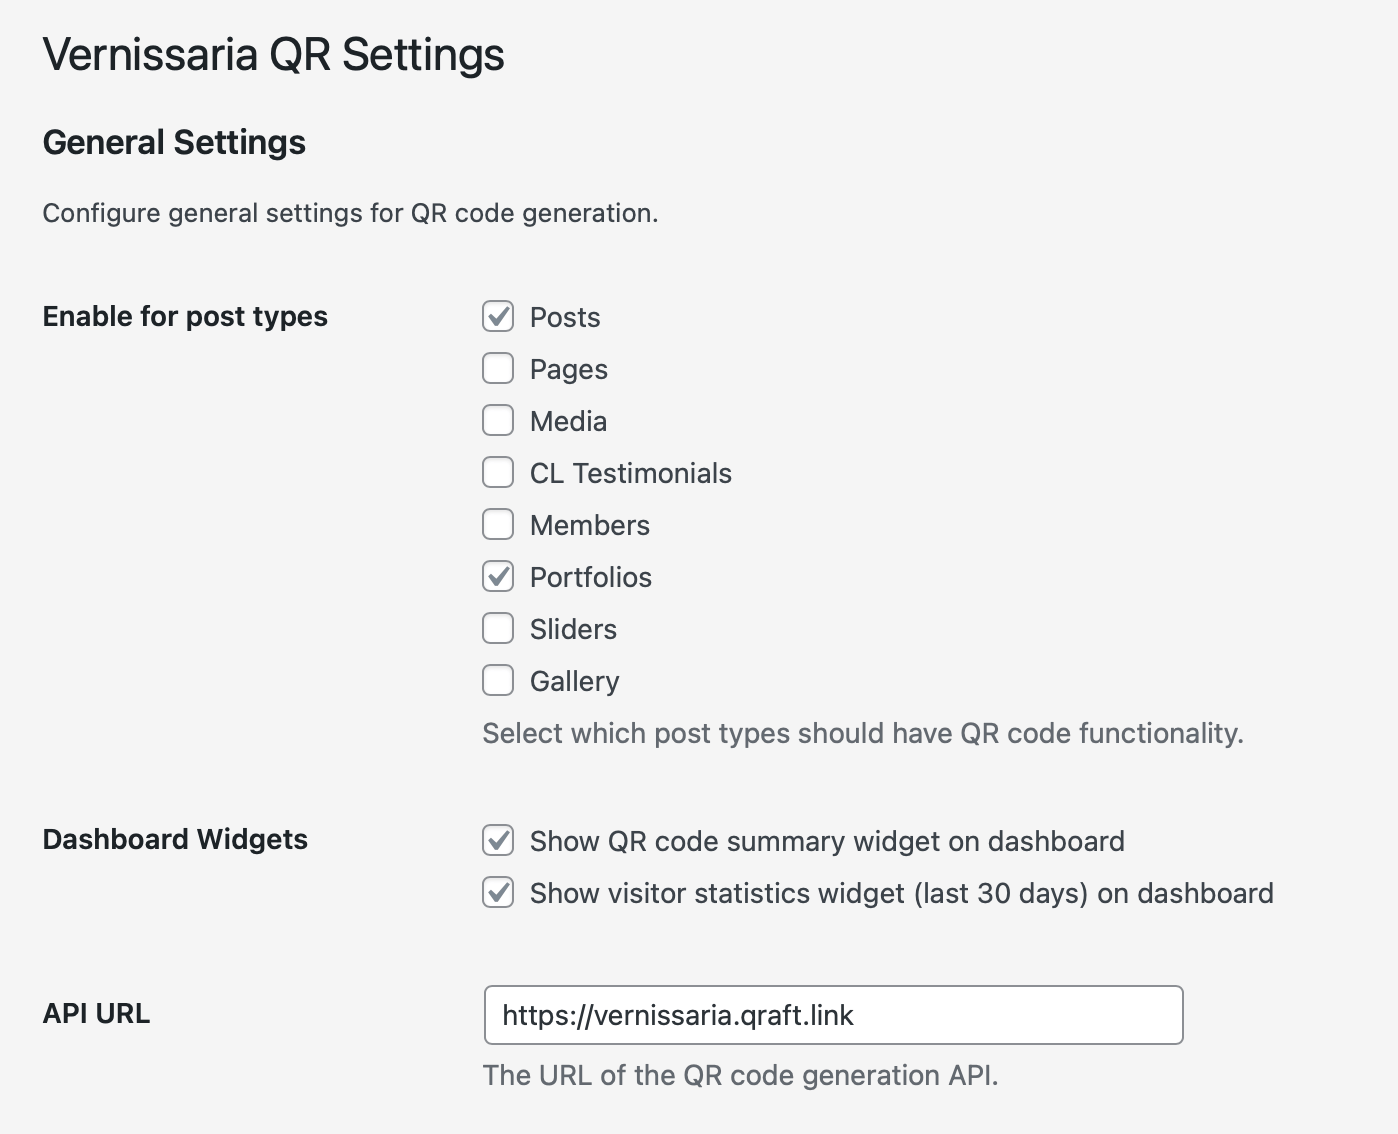 Vernissaria QR Settings
General Settings
Configure general settings for QR code generation.
Enable for post types
Posts
Pages
Media
CL Testimonials
Members
Portfolios
Sliders
Gallery
Select which post types should have QR code functionality.
Dashboard Widgets
Show QR code summary widget on dashboard
Show visitor statistics widget (last 30 days) on dashboard
API URL
https://vernissaria.qraft.link
The URL of the QR code generation API.